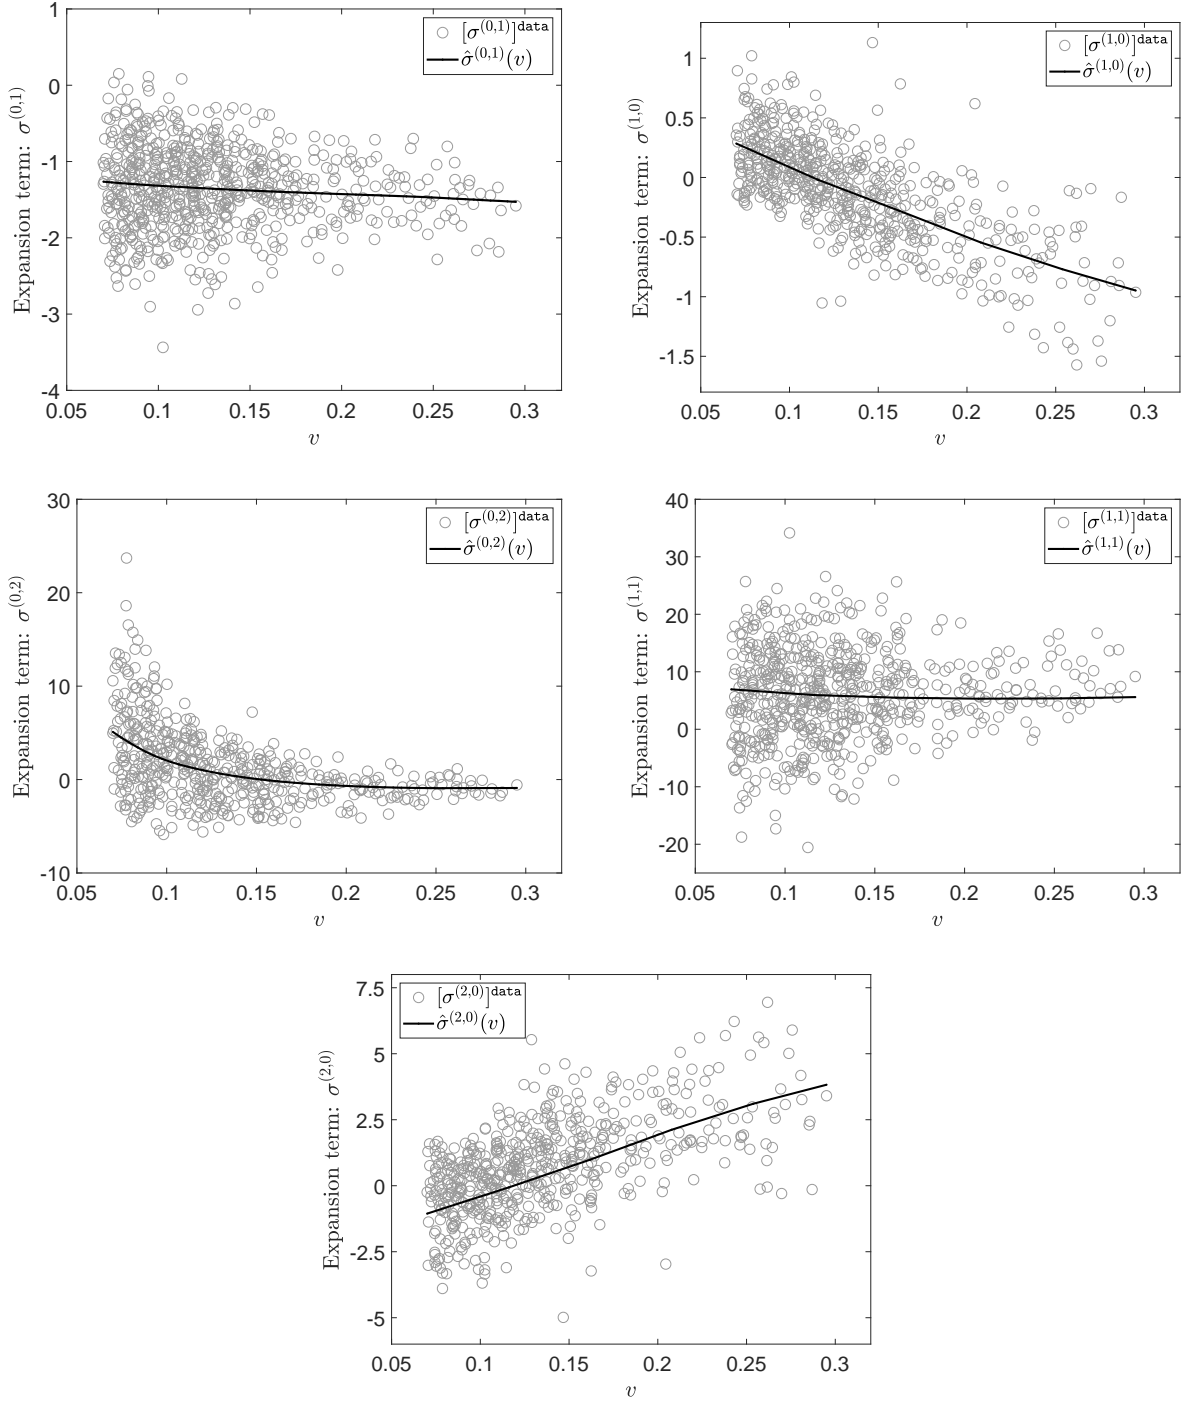 Expansion term: σ^(0,1)
1
0
-1
-2
-3
-4
0.05 0.1 0.15 0.2 0.25 0.3
v
[σ^(0,1)]^data
σ̂^(0,1)(v)
Expansion term: σ^(1,0)
1
0.5
0
-0.5
-1
-1.5
0.05 0.1 0.15 0.2 0.25 0.3
v
[σ^(1,0)]^data
σ̂^(1,0)(v)
Expansion term: σ^(0,2)
30
20
10
0
-10
0.05 0.1 0.15 0.2 0.25 0.3
v
[σ^(0,2)]^data
σ̂^(0,2)(v)
Expansion term: σ^(1,1)
40
30
20
10
0
-10
-20
0.05 0.1 0.15 0.2 0.25 0.3
v
[σ^(1,1)]^data
σ̂^(1,1)(v)
Expansion term: σ^(2,0)
7.5
5
2.5
0
-2.5
-5
0.05 0.1 0.15 0.2 0.25 0.3
v
[σ^(2,0)]^data
σ̂^(2,0)(v)